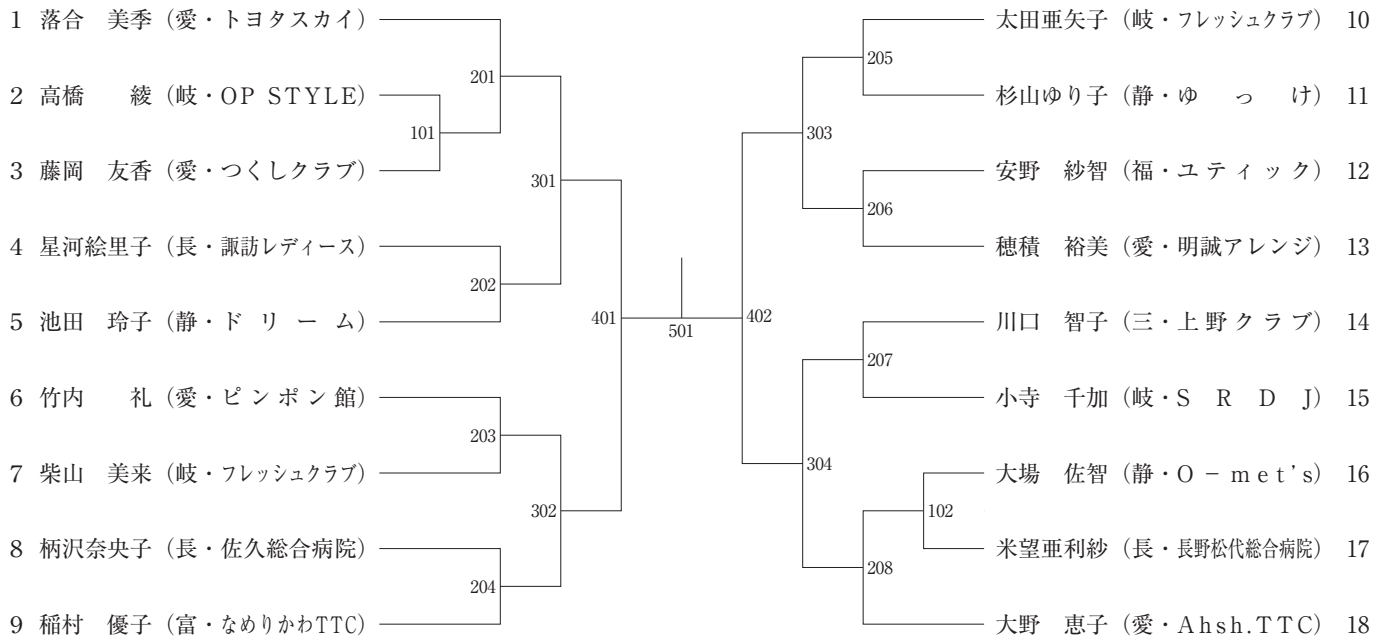 1 落合　美季（愛・トヨタスカイ）
2 高橋　　綾（岐・OP STYLE）
3 藤岡　友香（愛・つくしクラブ）
4 星河絵里子（長・諏訪レディース）
5 池田　玲子（静・ドリーム）
6 竹内　　礼（愛・ピンポン館）
7 柴山　美来（岐・フレッシュクラブ）
8 柄沢奈央子（長・佐久総合病院）
9 稲村　優子（富・なめりかわTTC）
101
201
202
203
204
301
302
401
501
402
303
304
205
206
207
208
102
太田亜矢子（岐・フレッシュクラブ） 10
杉山ゆり子（静・ゆっけ） 11
安野　紗智（福・ユティック） 12
穂積　裕美（愛・明誠アレンジ） 13
川口　智子（三・上野クラブ） 14
小寺　千加（岐・SRDJ） 15
大場　佐智（静・O－met's） 16
米望亜利紗（長・長野松代総合病院） 17
大野　恵子（愛・Ahsh.TTC） 18